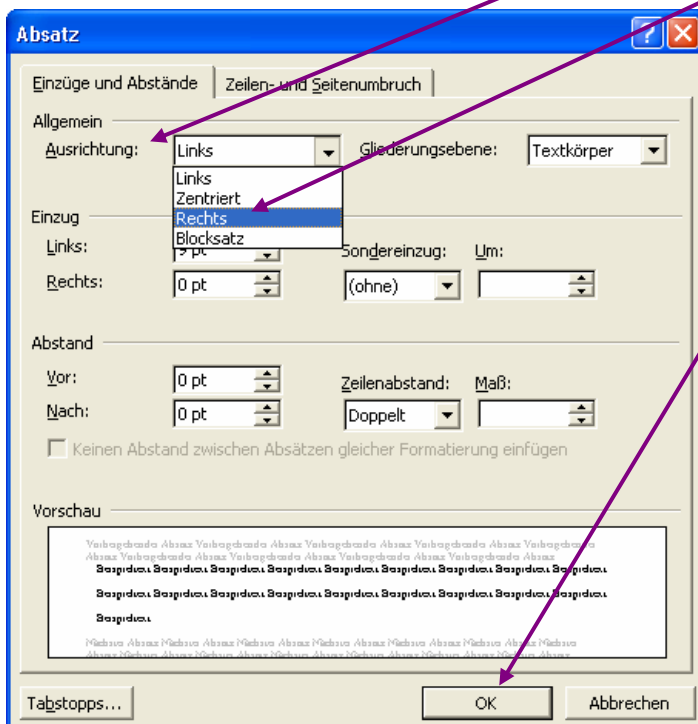 Absatz
Einzüge und Abstände
Zeilen- und Seitenumbruch
Allgemein
Ausrichtung: Links Gliederungsebene: Textkörper
Links
Zentriert
Rechts
Blocksatz
Einzug
Links: 9 pt Sondereinzug: Um:
Rechts: 0 pt (ohne)
Abstand
Vor: 0 pt Zeilenabstand: Maß:
Nach: 0 pt Doppelt
Keinen Abstand zwischen Absätzen gleicher Formatierung einfügen
Vorschau
Tabstopps... OK Abbrechen